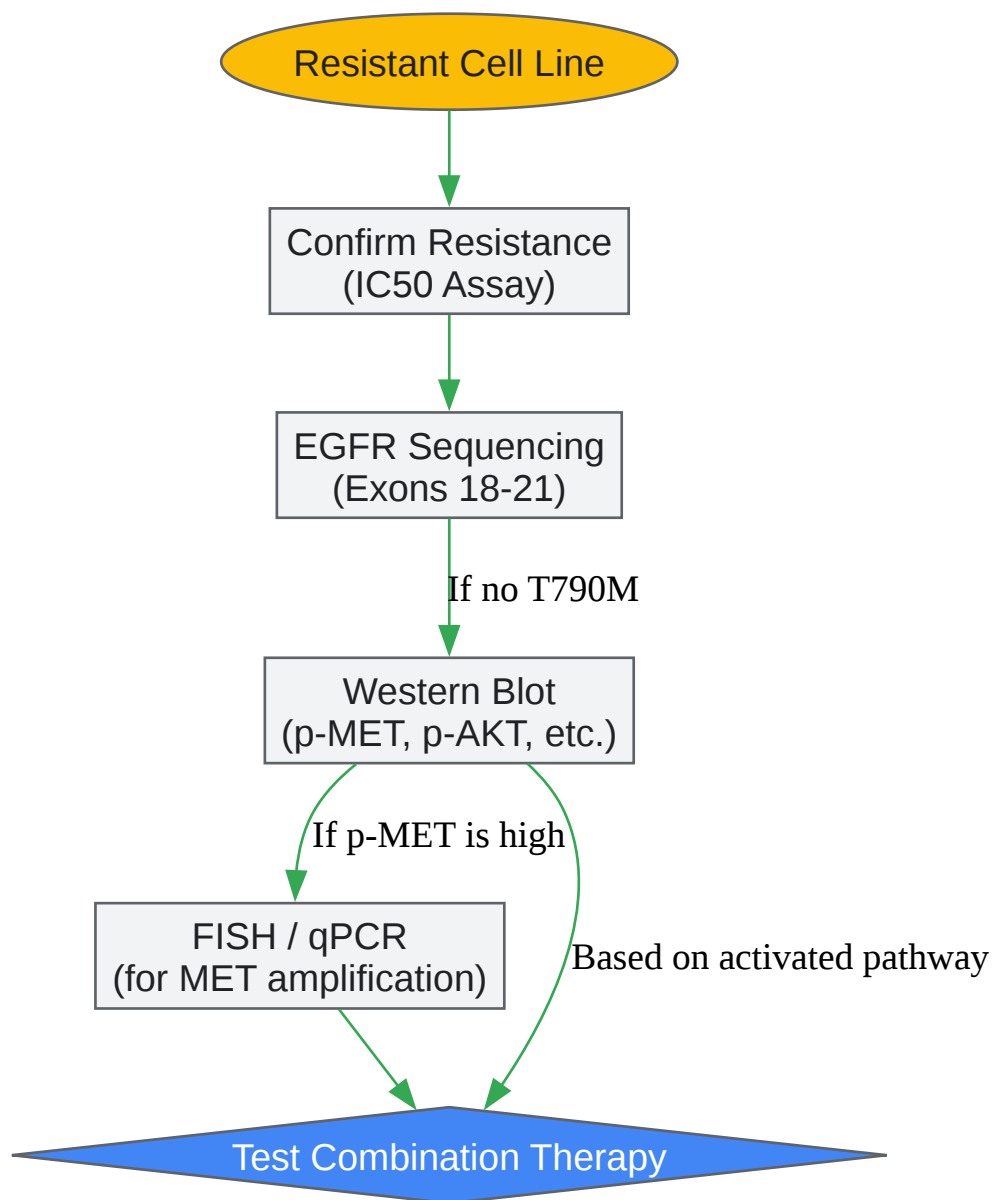 Resistant Cell Line
Confirm Resistance
(IC50 Assay)
EGFR Sequencing
(Exons 18-21)
If no T790M
Western Blot
(p-MET, p-AKT, etc.)
If p-MET is high
FISH / qPCR
(for MET amplification)
Based on activated pathway
Test Combination Therapy